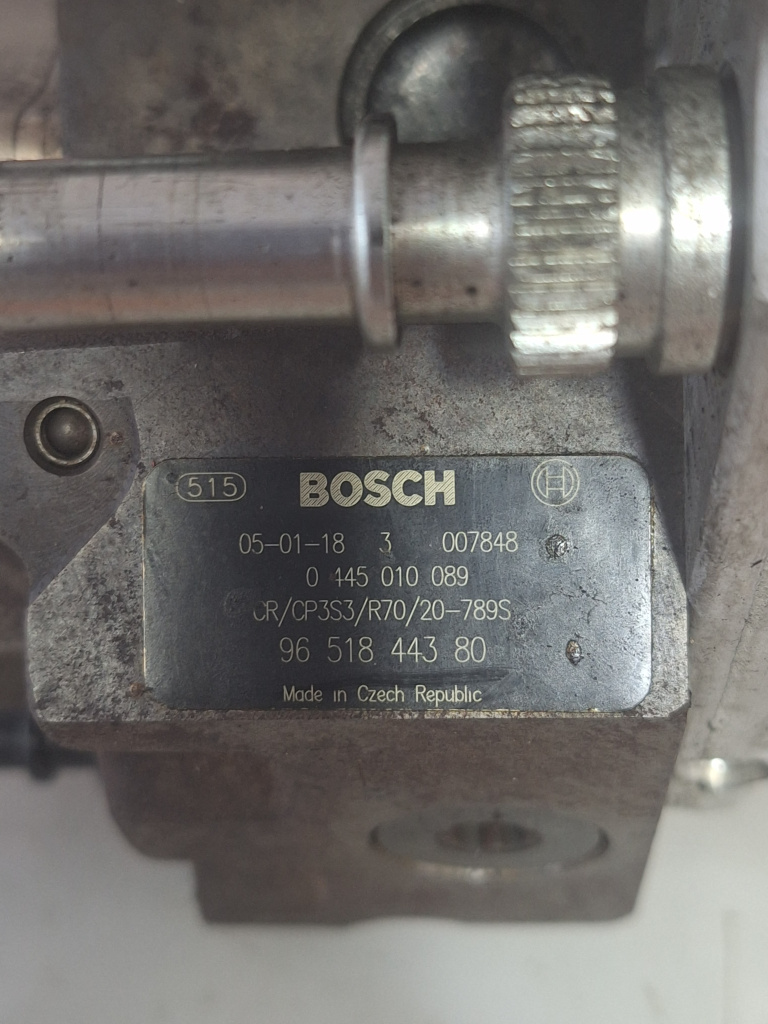 515 BOSCH
05-01-18 3 007848
0 445 010 089
CR/CP3S3/R70/20-789S
96 518 443 80
Made in Czech Republic